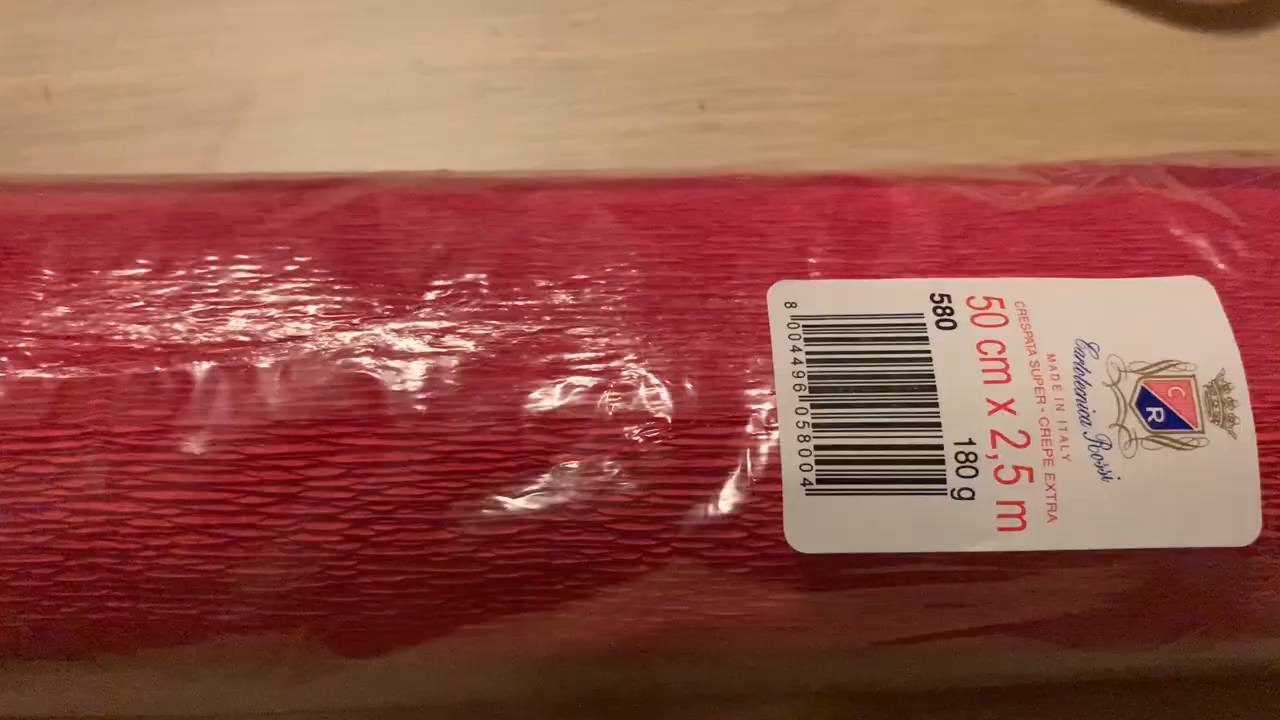 C
R
Cartotecnica Rossi
MADE IN ITALY
CRESPATA SUPER - CREPE EXTRA
50 cm x 2,5 m
580
180 g
8 004496 058004